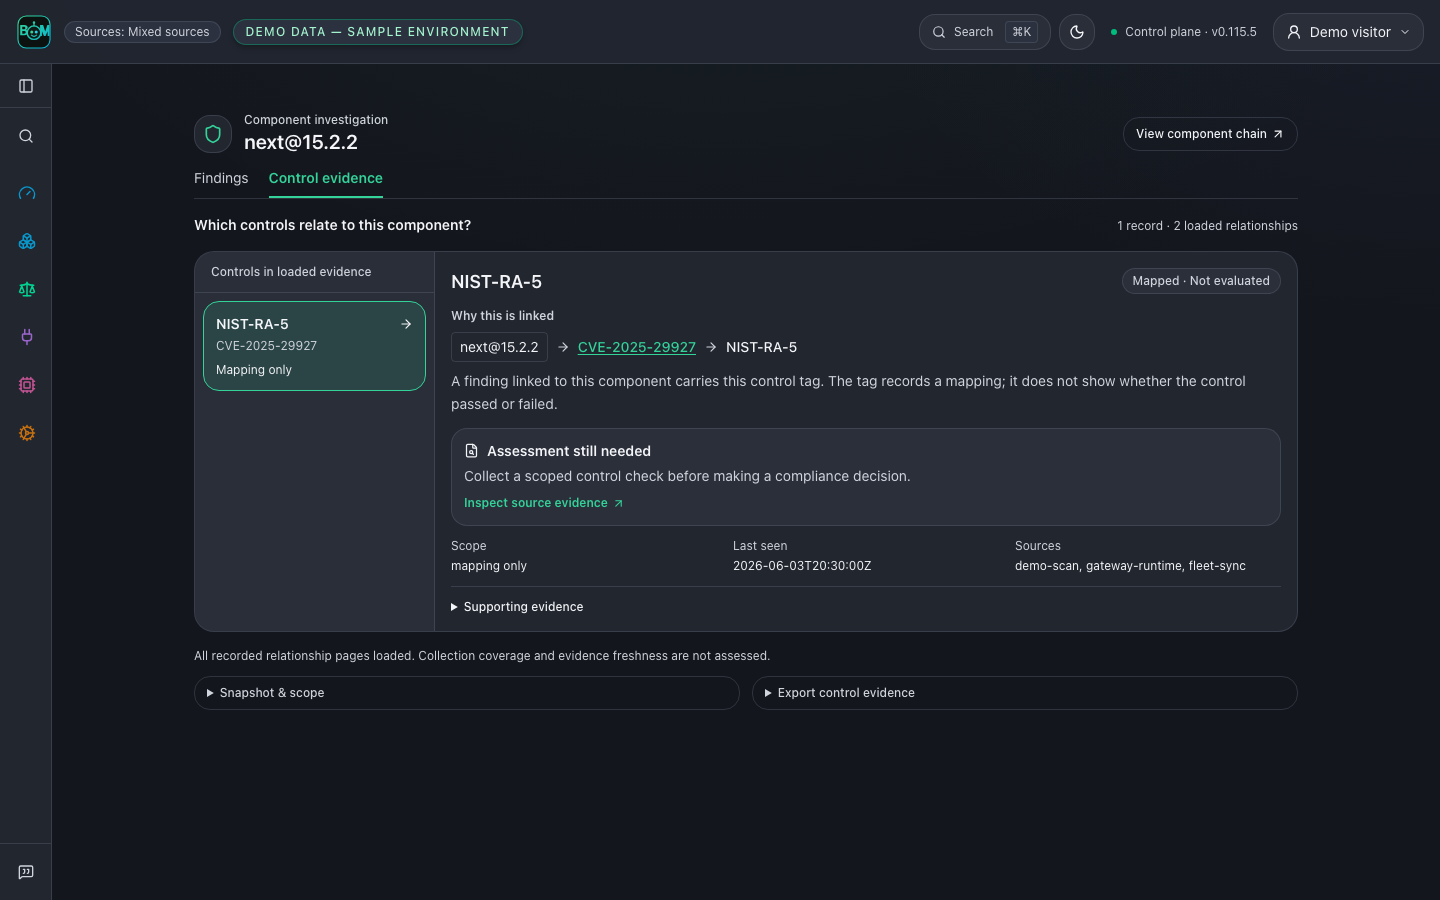 BOM
Sources: Mixed sources
DEMO DATA — SAMPLE ENVIRONMENT
Search ⌘K
Control plane · v0.115.5
Demo visitor
Component investigation
next@15.2.2
View component chain
Findings
Control evidence
Which controls relate to this component?
1 record · 2 loaded relationships
Controls in loaded evidence
NIST-RA-5
CVE-2025-29927
Mapping only
NIST-RA-5
Mapped · Not evaluated
Why this is linked
next@15.2.2 → CVE-2025-29927 → NIST-RA-5
A finding linked to this component carries this control tag. The tag records a mapping; it does not show whether the control
passed or failed.
Assessment still needed
Collect a scoped control check before making a compliance decision.
Inspect source evidence
Scope
mapping only
Last seen
2026-06-03T20:30:00Z
Sources
demo-scan, gateway-runtime, fleet-sync
Supporting evidence
All recorded relationship pages loaded. Collection coverage and evidence freshness are not assessed.
Snapshot & scope
Export control evidence